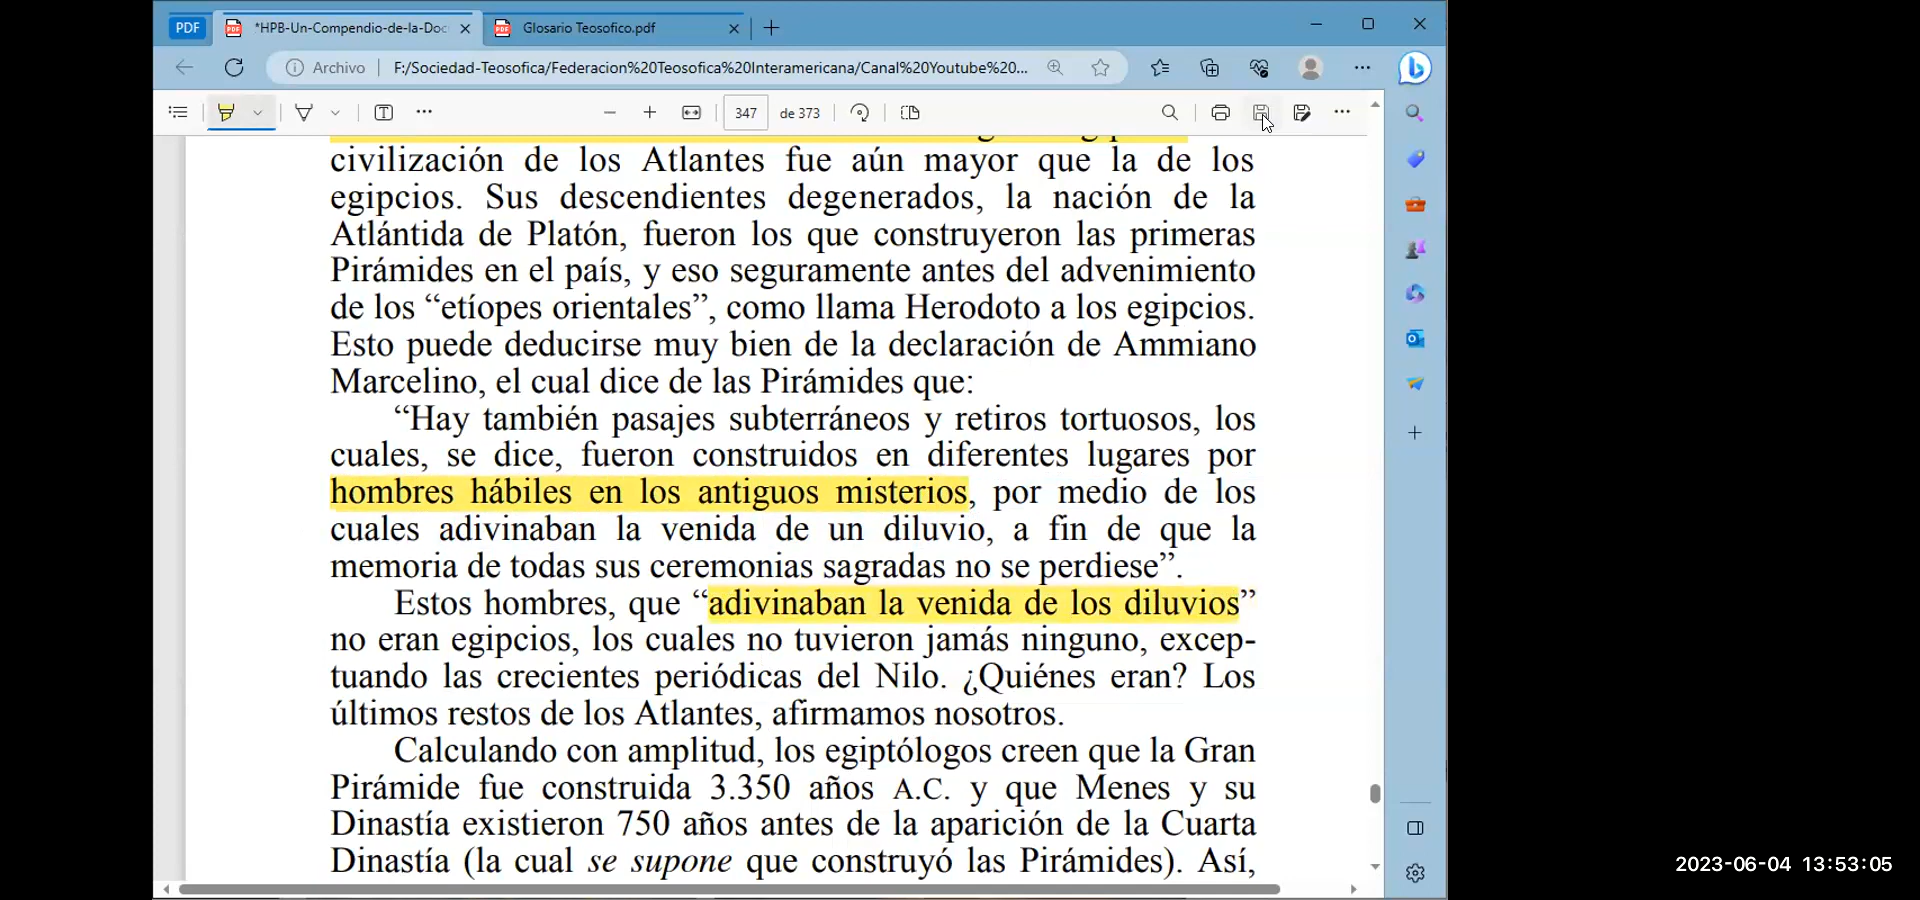 PDF
*HPB-Un-Compendio-de-la-Doc
Glosario Teosofico.pdf
Archivo
F:/Sociedad-Teosofica/Federacion%20Teosofica%20Interamericana/Canal%20Youtube%20...
347
de 373
civilización de los Atlantes fue aún mayor que la de los
egipcios. Sus descendientes degenerados, la nación de la
Atlántida de Platón, fueron los que construyeron las primeras
Pirámides en el país, y eso seguramente antes del advenimiento
de los “etíopes orientales”, como llama Herodoto a los egipcios.
Esto puede deducirse muy bien de la declaración de Ammiano
Marcelino, el cual dice de las Pirámides que:
“Hay también pasajes subterráneos y retiros tortuosos, los
cuales, se dice, fueron construidos en diferentes lugares por
hombres hábiles en los antiguos misterios, por medio de los
cuales adivinaban la venida de un diluvio, a fin de que la
memoria de todas sus ceremonias sagradas no se perdiese”.
Estos hombres, que “adivinaban la venida de los diluvios”
no eran egipcios, los cuales no tuvieron jamás ninguno, excep-
tuando las crecientes periódicas del Nilo. ¿Quiénes eran? Los
últimos restos de los Atlantes, afirmamos nosotros.
Calculando con amplitud, los egiptólogos creen que la Gran
Pirámide fue construida 3.350 años A.C. y que Menes y su
Dinastía existieron 750 años antes de la aparición de la Cuarta
Dinastía (la cual se supone que construyó las Pirámides). Así,
2023-06-04 13:53:05